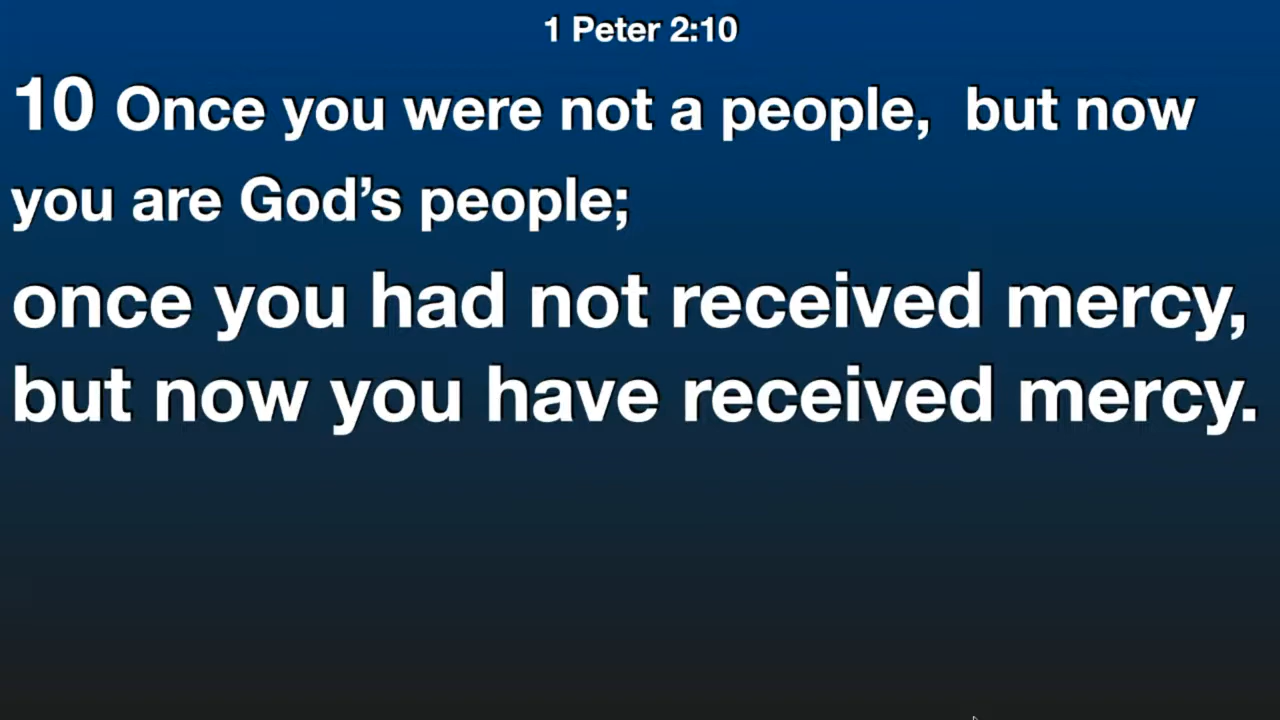 1 Peter 2:10
10 Once you were not a people,  but now
you are God’s people;
once you had not received mercy,
but now you have received mercy.